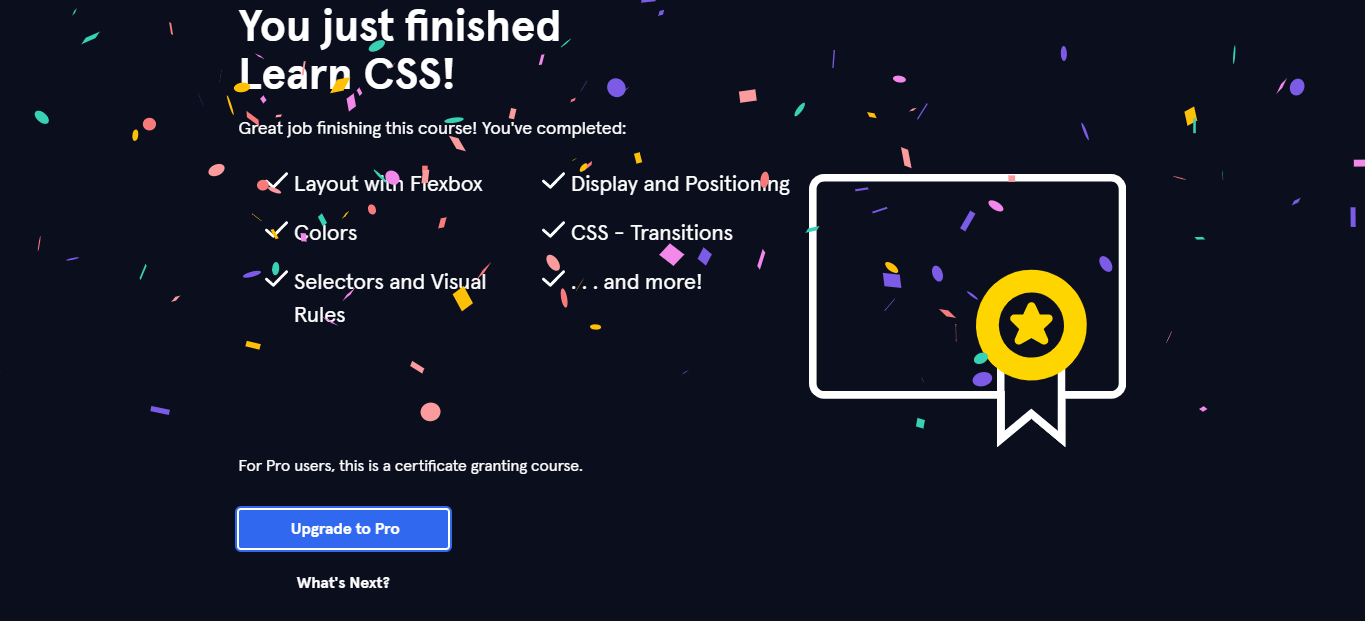 You just finished
Learn CSS!
Great job finishing this course! You've completed:
Layout with Flexbox
Display and Positioning
Colors
CSS - Transitions
Selectors and Visual
Rules
. . . and more!
For Pro users, this is a certificate granting course.
Upgrade to Pro
What's Next?